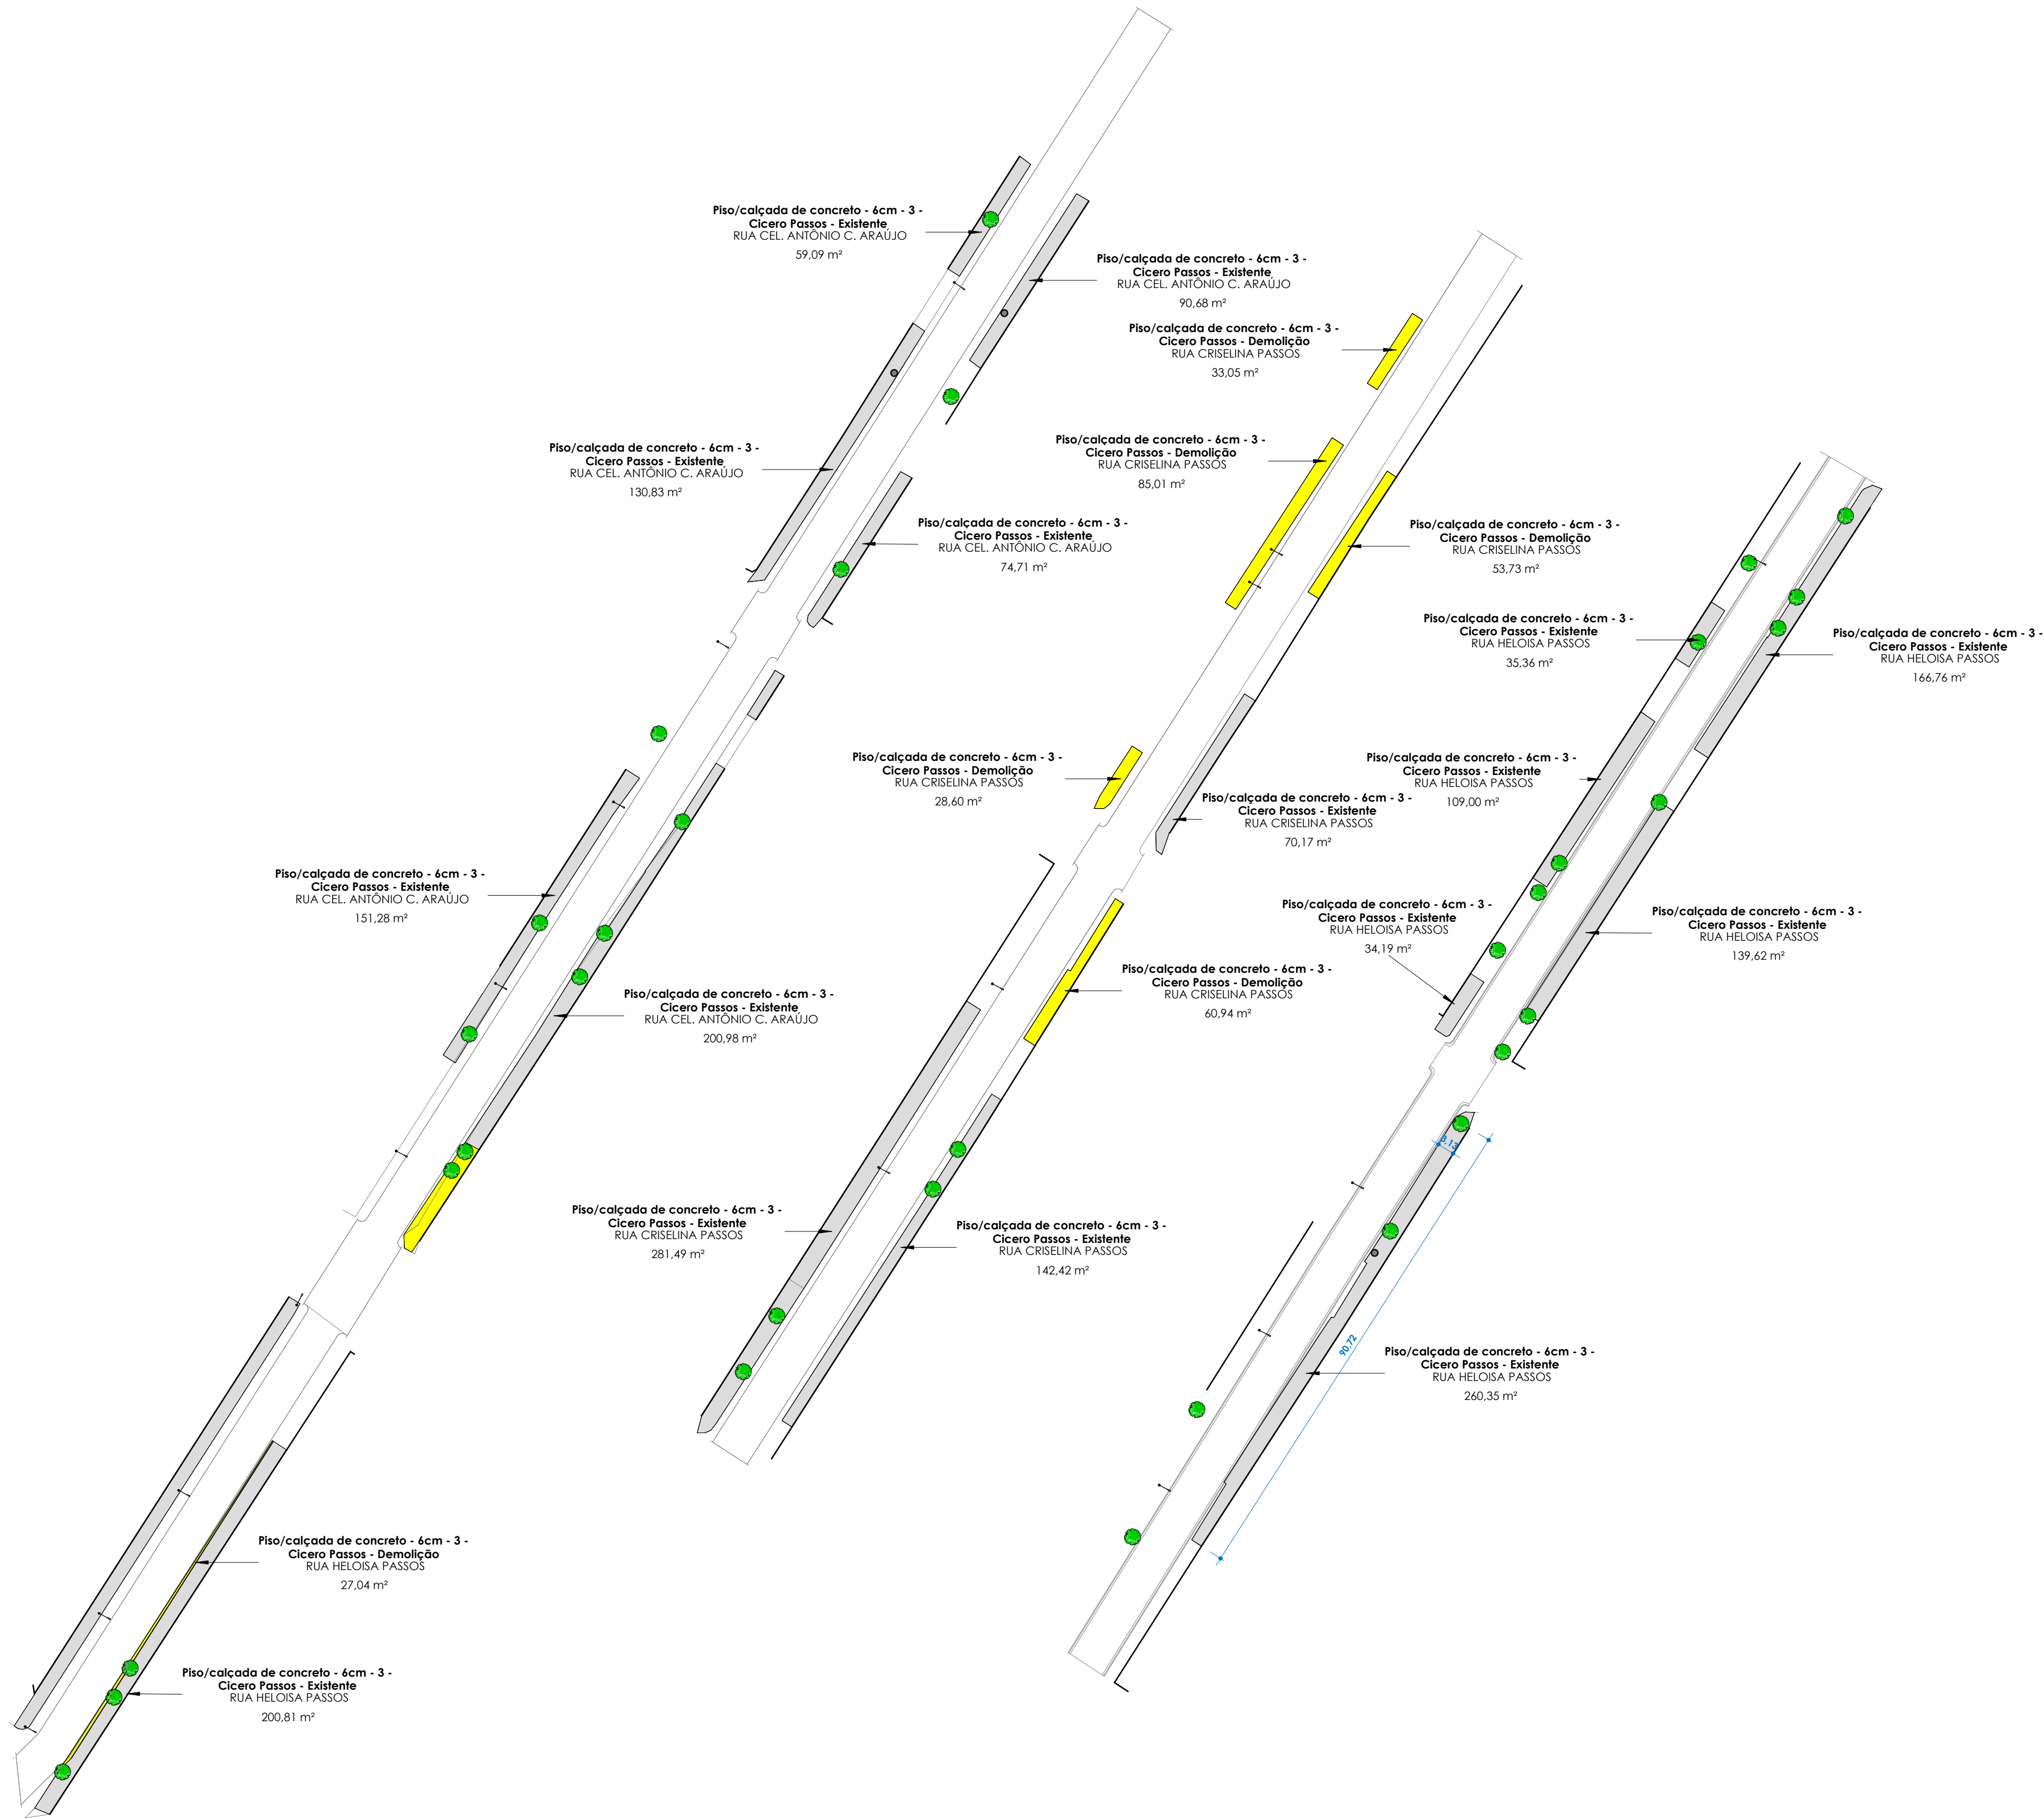 Piso/calçada de concreto - 6cm - 3 -
Cicero Passos - Existente
RUA CEL. ANTÔNIO C. ARAÚJO
59,09 m²
Piso/calçada de concreto - 6cm - 3 -
Cicero Passos - Existente
RUA CEL. ANTÔNIO C. ARAÚJO
90,68 m²
Piso/calçada de concreto - 6cm - 3 -
Cicero Passos - Demolição
RUA CRISELINA PASSOS
33,05 m²
Piso/calçada de concreto - 6cm - 3 -
Cicero Passos - Existente
RUA CEL. ANTÔNIO C. ARAÚJO
130,83 m²
Piso/calçada de concreto - 6cm - 3 -
Cicero Passos - Demolição
RUA CRISELINA PASSOS
85,01 m²
Piso/calçada de concreto - 6cm - 3 -
Cicero Passos - Existente
RUA CEL. ANTÔNIO C. ARAÚJO
74,71 m²
Piso/calçada de concreto - 6cm - 3 -
Cicero Passos - Demolição
RUA CRISELINA PASSOS
53,73 m²
Piso/calçada de concreto - 6cm - 3 -
Cicero Passos - Existente
RUA HELOISA PASSOS
35,36 m²
Piso/calçada de concreto - 6cm - 3 -
Cicero Passos - Existente
RUA HELOISA PASSOS
166,76 m²
Piso/calçada de concreto - 6cm - 3 -
Cicero Passos - Demolição
RUA CRISELINA PASSOS
28,60 m²
Piso/calçada de concreto - 6cm - 3 -
Cicero Passos - Existente
RUA HELOISA PASSOS
109,00 m²
Piso/calçada de concreto - 6cm - 3 -
Cicero Passos - Existente
RUA CRISELINA PASSOS
70,17 m²
Piso/calçada de concreto - 6cm - 3 -
Cicero Passos - Existente
RUA CEL. ANTÔNIO C. ARAÚJO
151,28 m²
Piso/calçada de concreto - 6cm - 3 -
Cicero Passos - Existente
RUA HELOISA PASSOS
34,19 m²
Piso/calçada de concreto - 6cm - 3 -
Cicero Passos - Existente
RUA HELOISA PASSOS
139,62 m²
Piso/calçada de concreto - 6cm - 3 -
Cicero Passos - Demolição
RUA CRISELINA PASSOS
60,94 m²
Piso/calçada de concreto - 6cm - 3 -
Cicero Passos - Existente
RUA CEL. ANTÔNIO C. ARAÚJO
200,98 m²
3,13
Piso/calçada de concreto - 6cm - 3 -
Cicero Passos - Existente
RUA CRISELINA PASSOS
281,49 m²
Piso/calçada de concreto - 6cm - 3 -
Cicero Passos - Existente
RUA CRISELINA PASSOS
142,42 m²
90,72
Piso/calçada de concreto - 6cm - 3 -
Cicero Passos - Existente
RUA HELOISA PASSOS
260,35 m²
Piso/calçada de concreto - 6cm - 3 -
Cicero Passos - Demolição
RUA HELOISA PASSOS
27,04 m²
Piso/calçada de concreto - 6cm - 3 -
Cicero Passos - Existente
RUA HELOISA PASSOS
200,81 m²